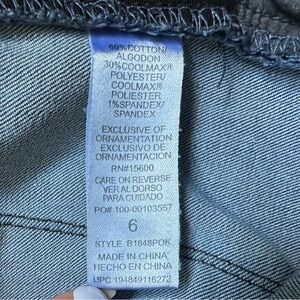 69%COTTON/
ALGODON
30%COOLMAX®
POLYESTER/
COOLMAX®
POLIESTER
1%SPANDEX/
SPANDEX
EXCLUSIVE OF
ORNAMENTATION
EXCLUSIVO DE
ORNAMENTACION
RN#15600
CARE ON REVERSE
VER AL DORSO
PARA CUIDADO
PO# 100-00103557
6
STYLE B1848POK
MADE IN CHINA
HECHO EN CHINA
UPC 194849116273